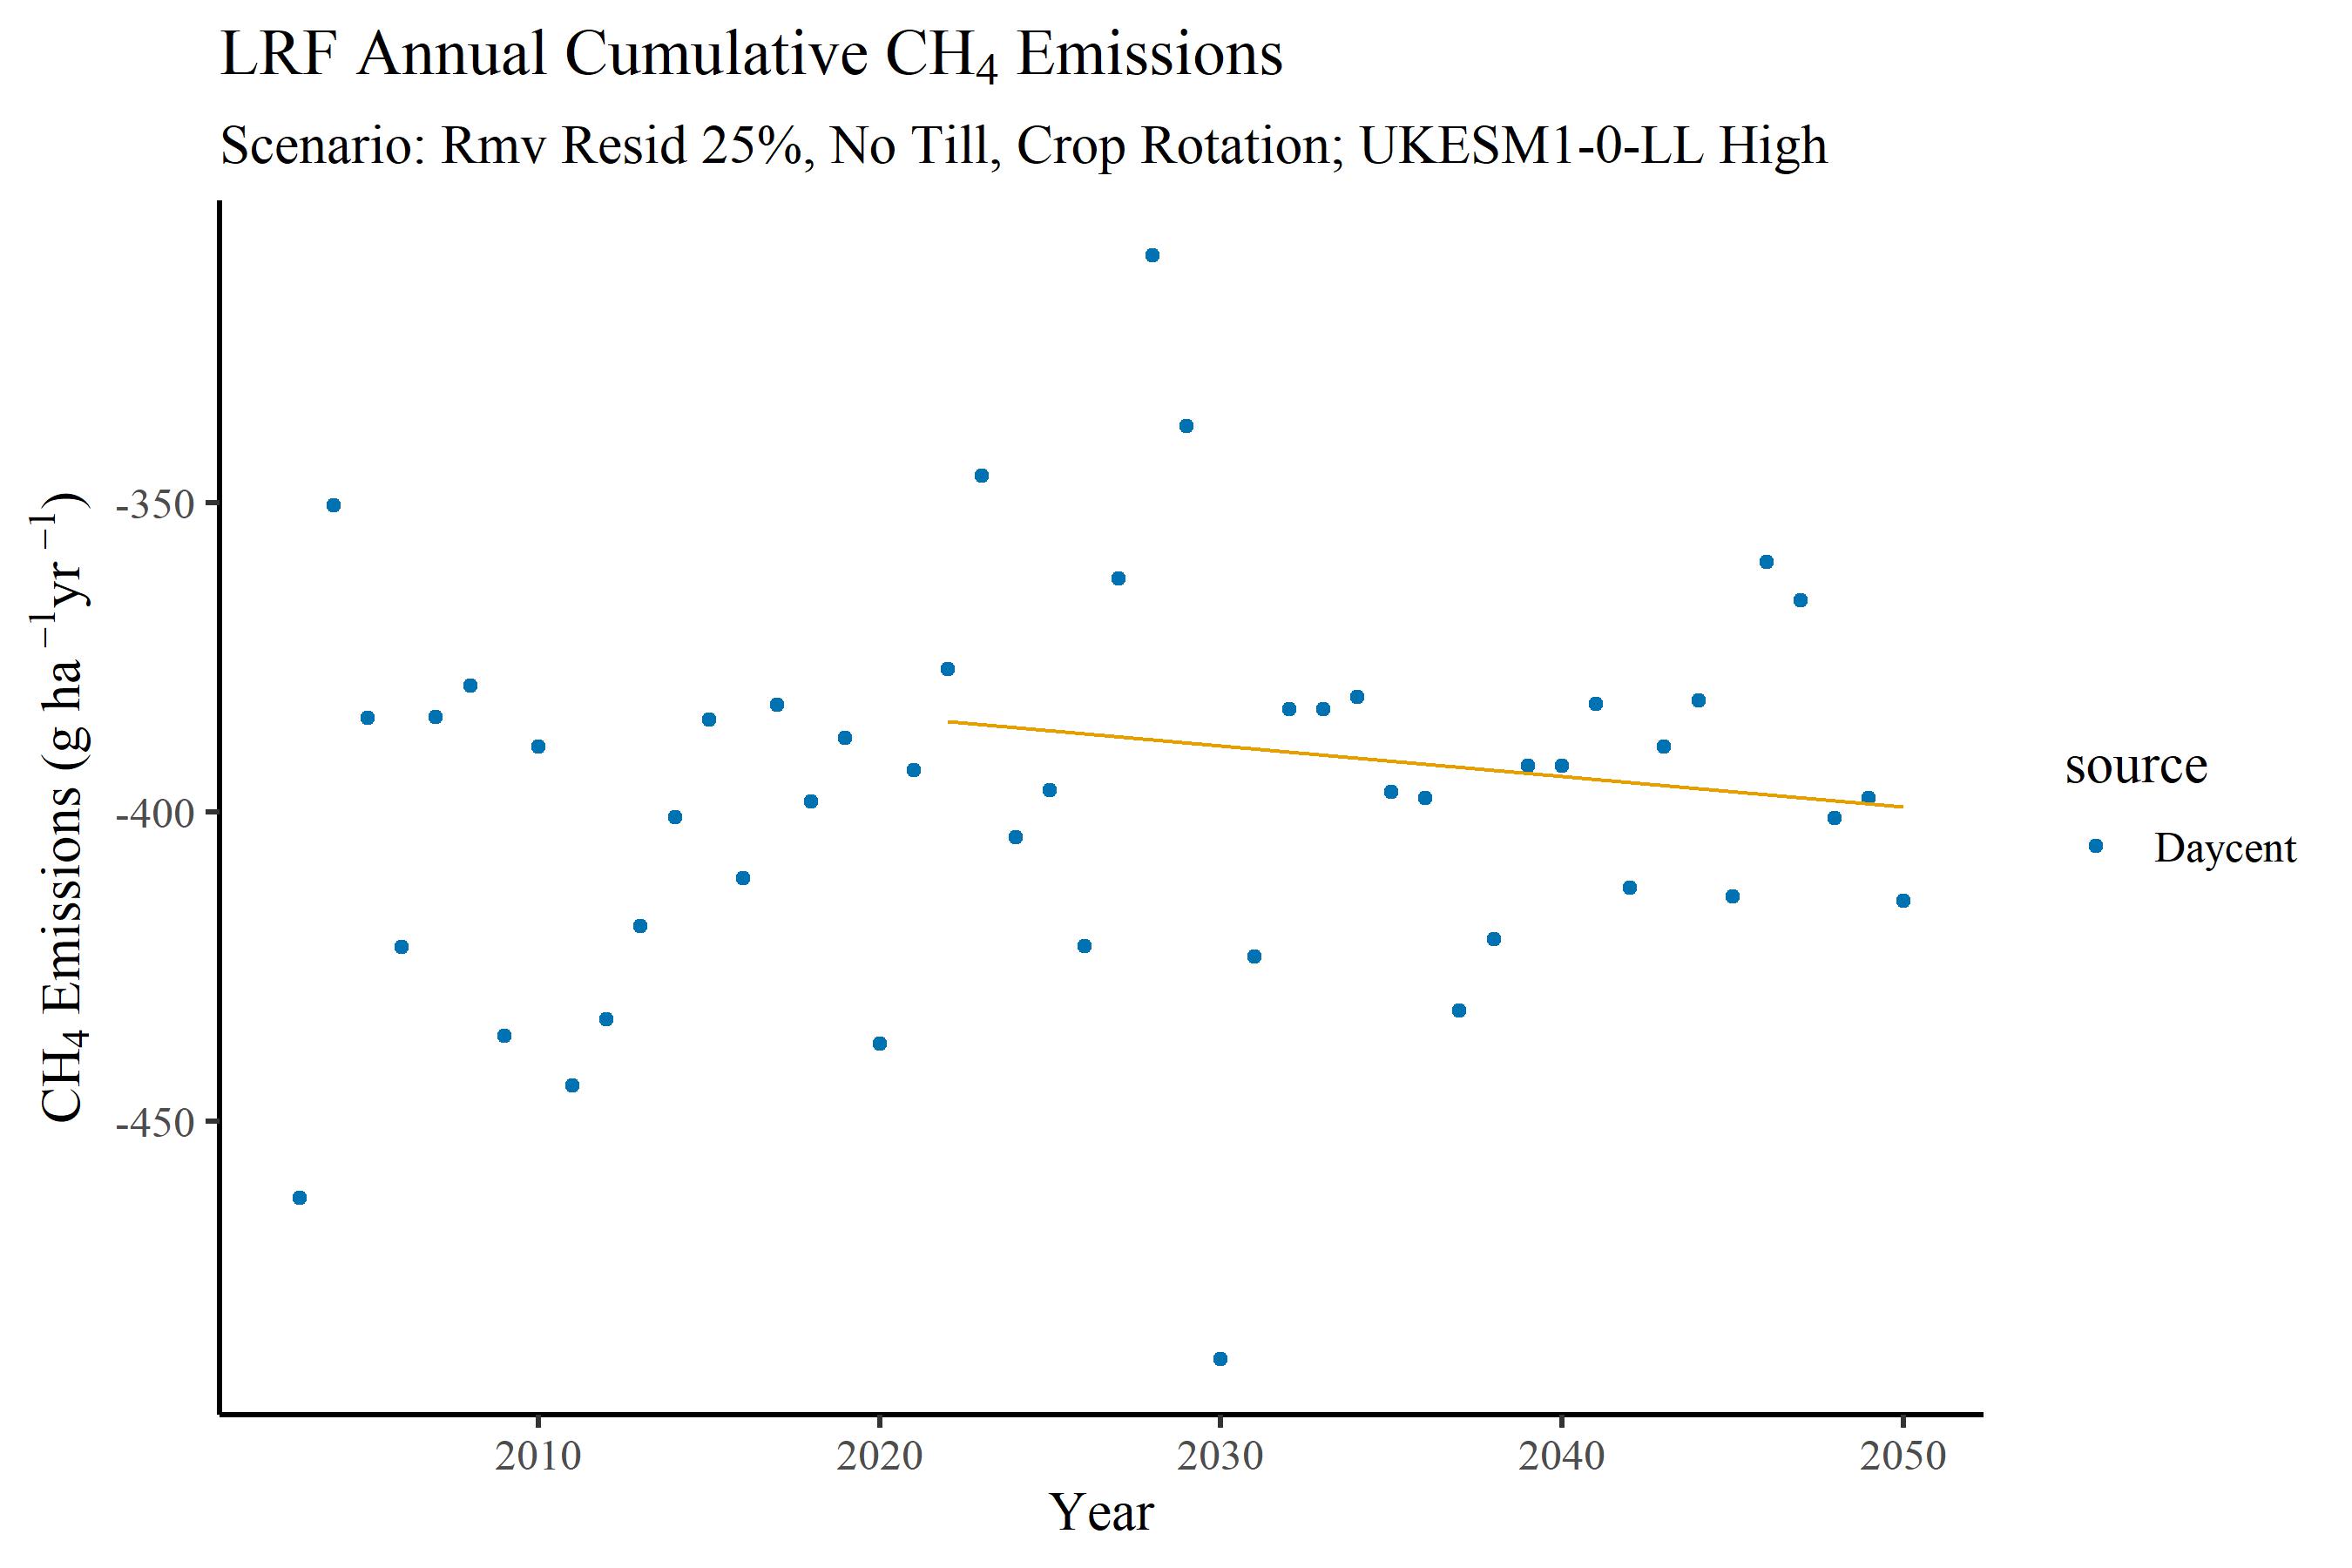 LRF Annual Cumulative CH₄ Emissions
Scenario: Rmv Resid 25%, No Till, Crop Rotation; UKESM1-0-LL High
CH₄ Emissions (g ha ⁻¹yr ⁻¹)
-350
-400
-450
2010 2020 2030 2040 2050
Year
source
Daycent